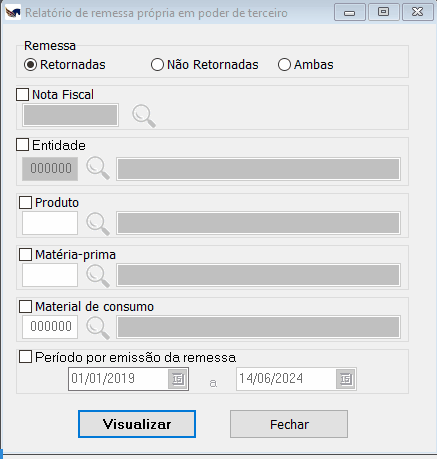 Relatório de remessa própria em poder de terceiro
Remessa
Retornadas Não Retornadas Ambas
Nota Fiscal
Entidade
000000
Produto
Matéria-prima
Material de consumo
000000
Período por emissão da remessa
01/01/2019 a 14/06/2024
Visualizar Fechar